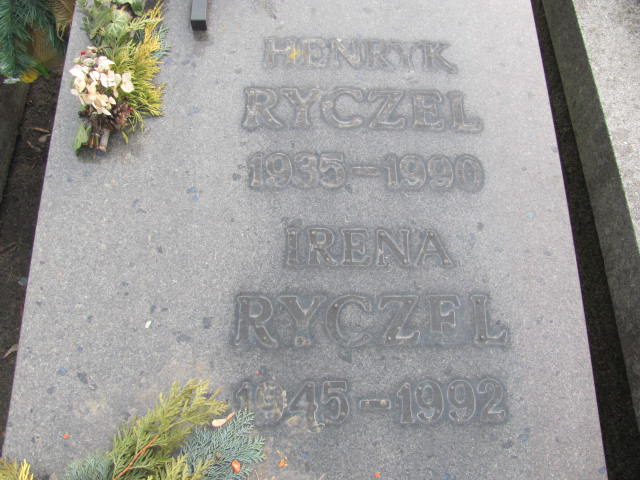 HENRYK
RYCZEL
1935-1990
IRENA
RYCZEL
1945-1992